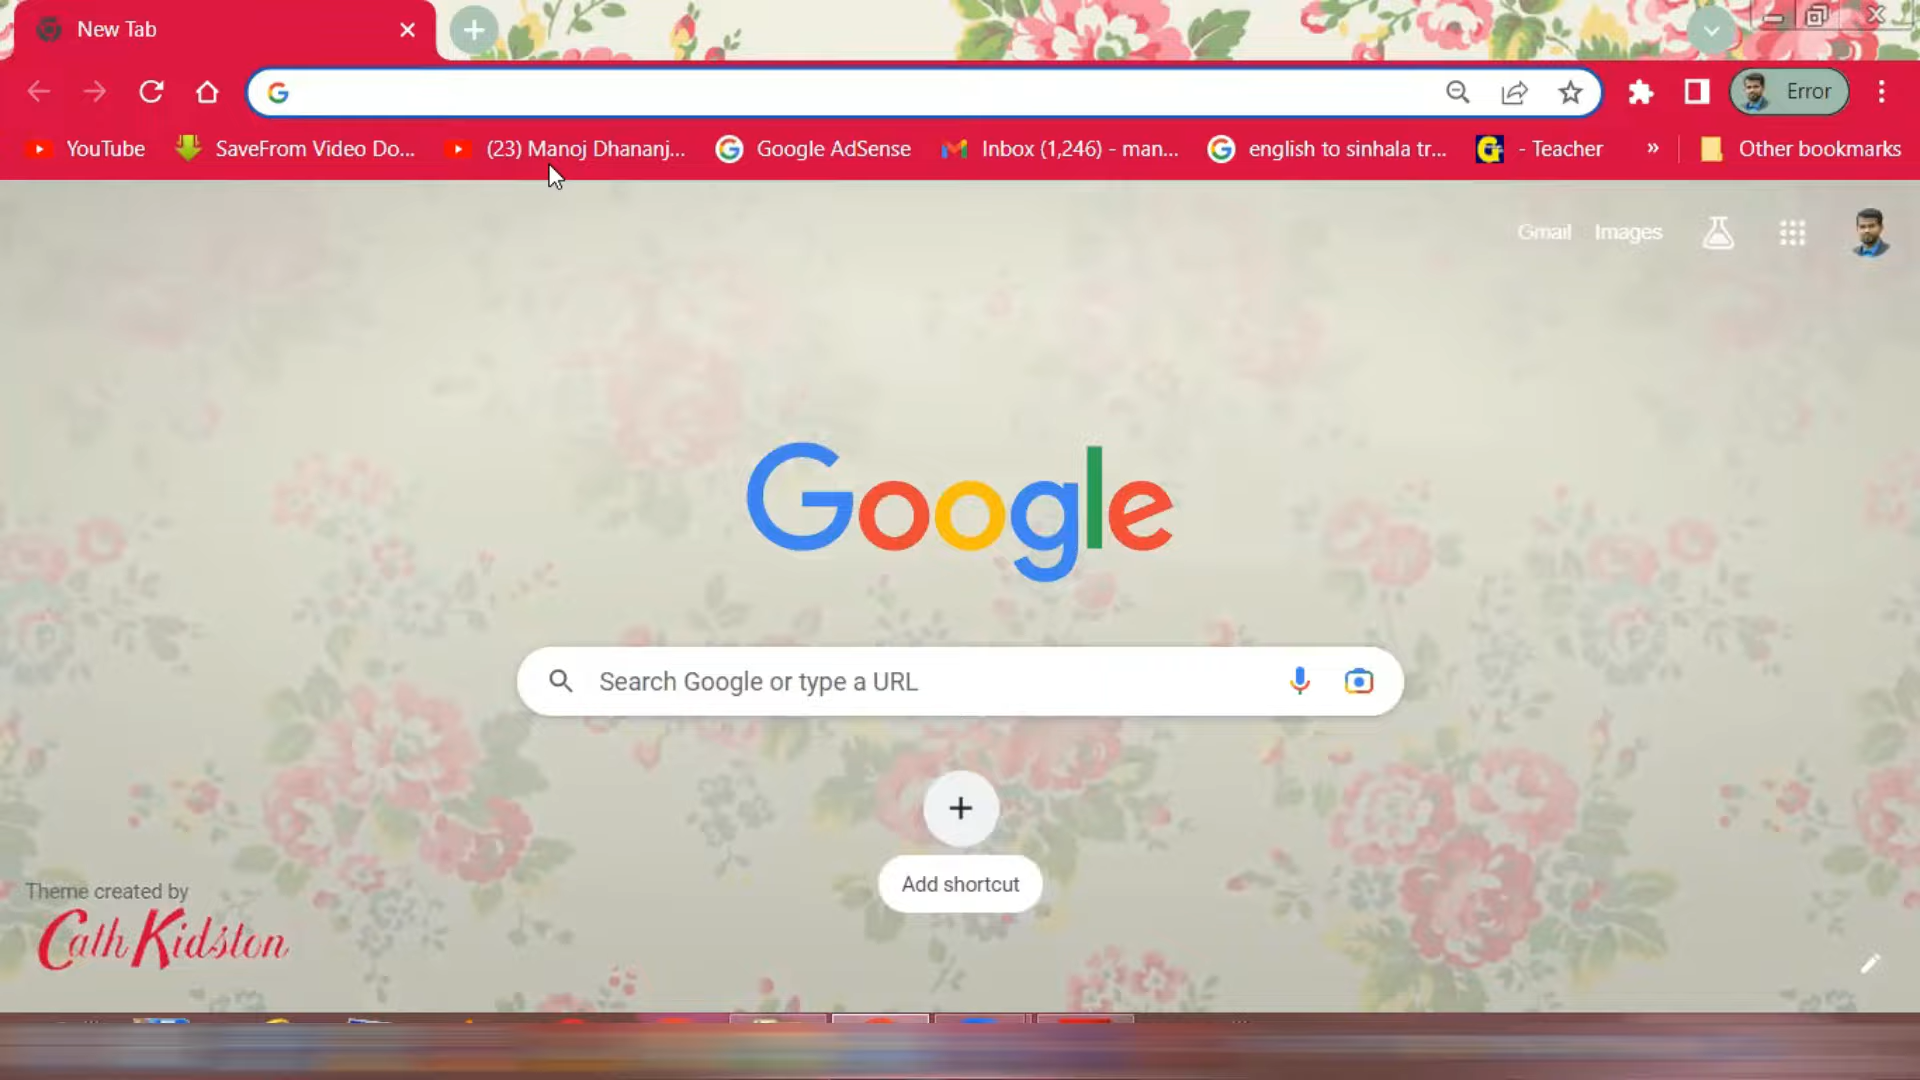 New Tab
Error
YouTube
SaveFrom Video Do...
(23) Manoj Dhananj...
Google AdSense
Inbox (1,246) - man...
english to sinhala tr...
- Teacher
»
Other bookmarks
Gmail
Images
Google
Search Google or type a URL
Add shortcut
Theme created by
Cath Kidston